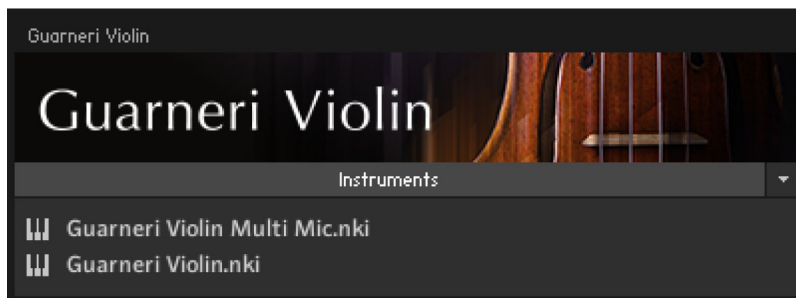 Guarneri Violin
Guarneri Violin
Instruments
Guarneri Violin Multi Mic.nki
Guarneri Violin.nki